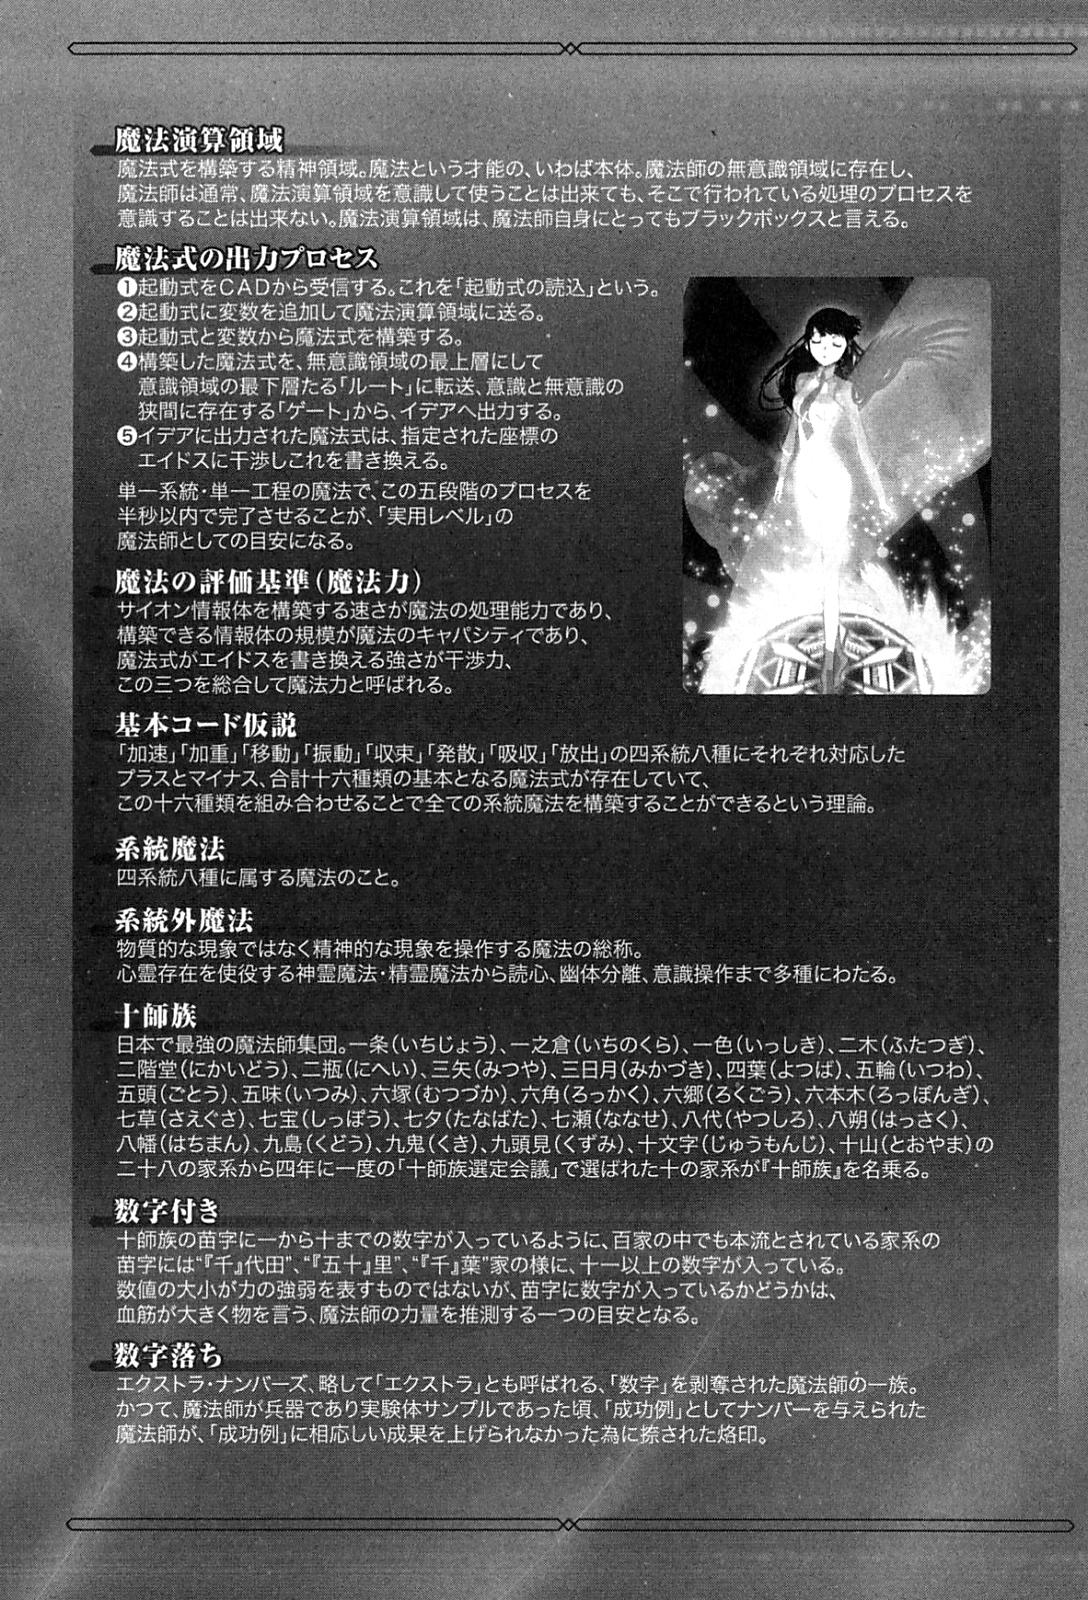 魔法演算領域
魔法式を構築する精神領域。魔法という才能の、いわば本体。魔法師の無意識領域に存在し、
魔法師は通常、魔法演算領域を意識して使うことは出来ても、そこで行われている処理のプロセスを
意識することは出来ない。魔法演算領域は、魔法師自身にとってもブラックボックスと言える。
魔法式の出力プロセス
❶起動式をCADから受信する。これを「起動式の読込」という。
❷起動式に変数を追加して魔法演算領域に送る。
❸起動式と変数から魔法式を構築する。
❹構築した魔法式を、無意識領域の最上層にして
意識領域の最下層たる「ルート」に転送、意識と無意識の
狭間に存在する「ゲート」から、イデアへ出力する。
❺イデアに出力された魔法式は、指定された座標の
エイドスに干渉しこれを書き換える。
単一系統・単一工程の魔法で、この五段階のプロセスを
半秒以内で完了させることが、「実用レベル」の
魔法師としての目安になる。
魔法の評価基準(魔法力)
サイオン情報体を構築する速さが魔法の処理能力であり、
構築できる情報体の規模が魔法のキャパシティであり、
魔法式がエイドスを書き換える強さが干渉力、
この三つを総合して魔法力と呼ばれる。
基本コード仮説
「加速」「加重」「移動」「振動」「収束」「発散」「吸収」「放出」の四系統八種にそれぞれ対応した
プラスとマイナス、合計十六種類の基本となる魔法式が存在していて、
この十六種類を組み合わせることで全ての系統魔法を構築することができるという理論。
系統魔法
四系統八種に属する魔法のこと。
系統外魔法
物質的な現象ではなく精神的な現象を操作する魔法の総称。
心霊存在を使役する神霊魔法・精霊魔法から読心、幽体分離、意識操作まで多種にわたる。
十師族
日本で最強の魔法師集団。一条(いちじょう)、一之倉(いちのくら)、一色(いっしき)、二木(ふたつぎ)、
二階堂(にかいどう)、二瓶(にへい)、三矢(みつや)、三日月(みかづき)、四葉(よつば)、五輪(いつわ)、
五頭(ごとう)、五味(いつみ)、六塚(むつづか)、六角(ろっかく)、六郷(ろくごう)、六本木(ろっぽんぎ)、
七草(さえぐさ)、七宝(しっぽう)、七夕(たなばた)、七瀬(ななせ)、八代(やつしろ)、八朔(はっさく)、
八幡(はちまん)、九島(くどう)、九鬼(くき)、九頭見(くずみ)、十文字(じゅうもんじ)、十山(とおやま)の
二十八の家系から四年に一度の「十師族選定会議」で選ばれた十の家系が『十師族』を名乗る。
数字付き
十師族の苗字に一から十までの数字が入っているように、百家の中でも本流とされている家系の
苗字には“『千』代田”、“『五十』里”、“『千』葉”家の様に、十一以上の数字が入っている。
数値の大小が力の強弱を表すものではないが、苗字に数字が入っているかどうかは、
血筋が大きく物を言う、魔法師の力量を推測する一つの目安となる。
数字落ち
エクストラ・ナンバーズ、略して「エクストラ」とも呼ばれる、「数字」を剥奪された魔法師の一族。
かつて、魔法師が兵器であり実験体サンプルであった頃、「成功例」としてナンバーを与えられた
魔法師が、「成功例」に相応しい成果を上げられなかった為に捺された烙印。